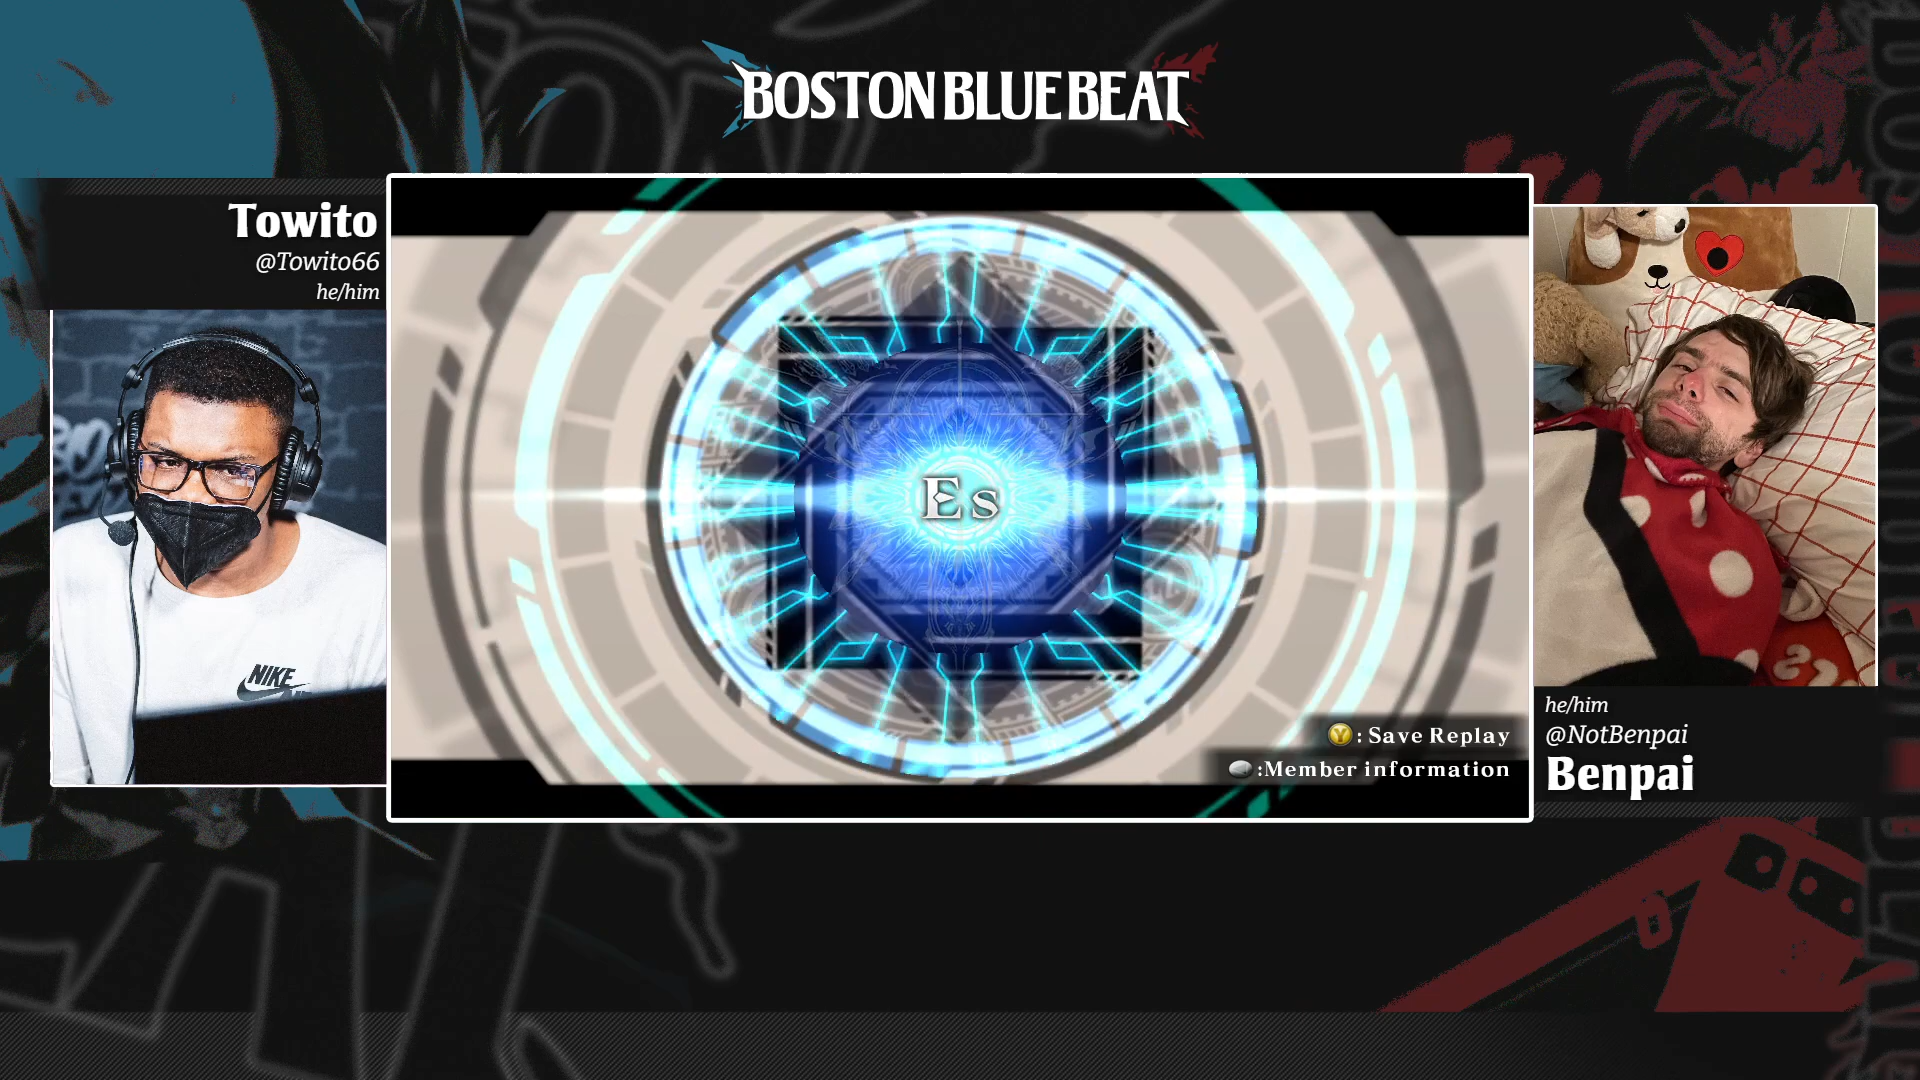 BOSTON BLUE BEAT
Towito
@Towito66
he/him
NIKE
Es
Y: Save Replay
:Member information
he/him
@NotBenpai
Benpai